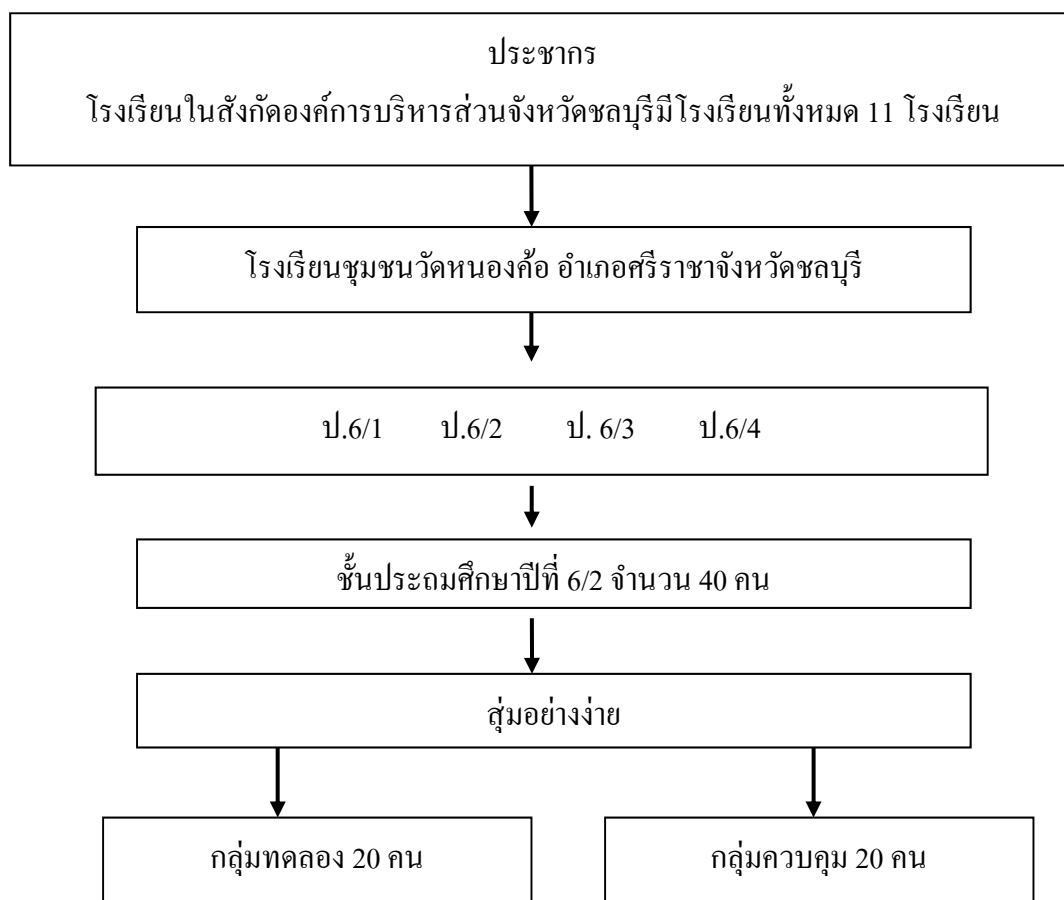 ประชากร
โรงเรียนในสังกัดองค์การบริหารส่วนจังหวัดชลบุรีมีโรงเรียนทั้งหมด 11 โรงเรียน
โรงเรียนชุมชนวัดหนองค้อ อำเภอศรีราชาจังหวัดชลบุรี
ป.6/1 ป.6/2 ป. 6/3 ป.6/4
ชั้นประถมศึกษาปีที่ 6/2 จำนวน 40 คน
สุ่มอย่างง่าย
กลุ่มทดลอง 20 คน กลุ่มควบคุม 20 คน